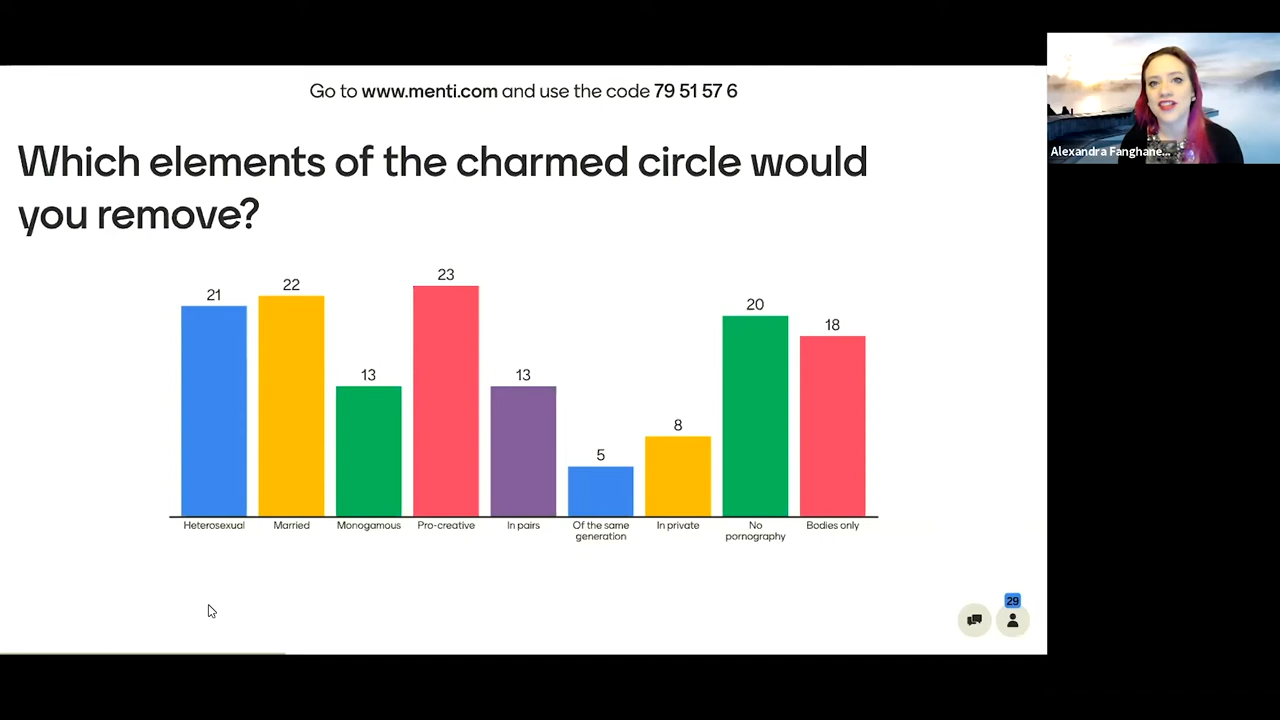 Go to www.menti.com and use the code 79 51 57 6
Alexandra Fanghane...
Which elements of the charmed circle would
you remove?
21
22
13
23
13
5
8
20
18
Heterosexual
Married
Monogamous
Pro-creative
In pairs
Of the same
generation
In private
No
pornography
Bodies only
29